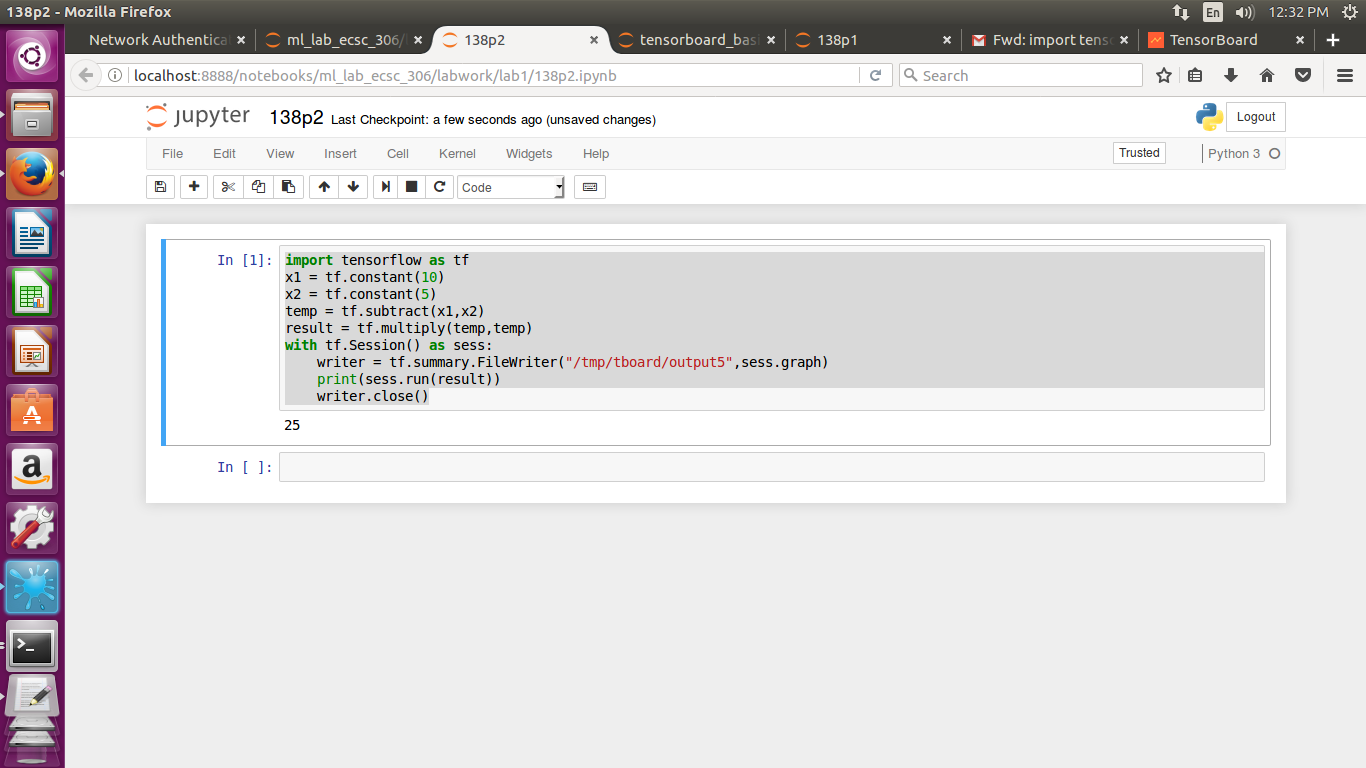 138p2 - Mozilla Firefox
En
12:32 PM
Network Authentica
ml_lab_ecsc_306/
138p2
tensorboard_bas
138p1
Fwd: import tens
TensorBoard
localhost:8888/notebooks/ml_lab_ecsc_306/labwork/lab1/138p2.ipynb
Search
jupyter 138p2 Last Checkpoint: a few seconds ago (unsaved changes)
Logout
File Edit View Insert Cell Kernel Widgets Help
Trusted
Python 3
Code
In [1]:
import tensorflow as tf
x1 = tf.constant(10)
x2 = tf.constant(5)
temp = tf.subtract(x1,x2)
result = tf.multiply(temp,temp)
with tf.Session() as sess:
    writer = tf.summary.FileWriter("/tmp/tboard/output5",sess.graph)
    print(sess.run(result))
    writer.close()
25
In [ ]: